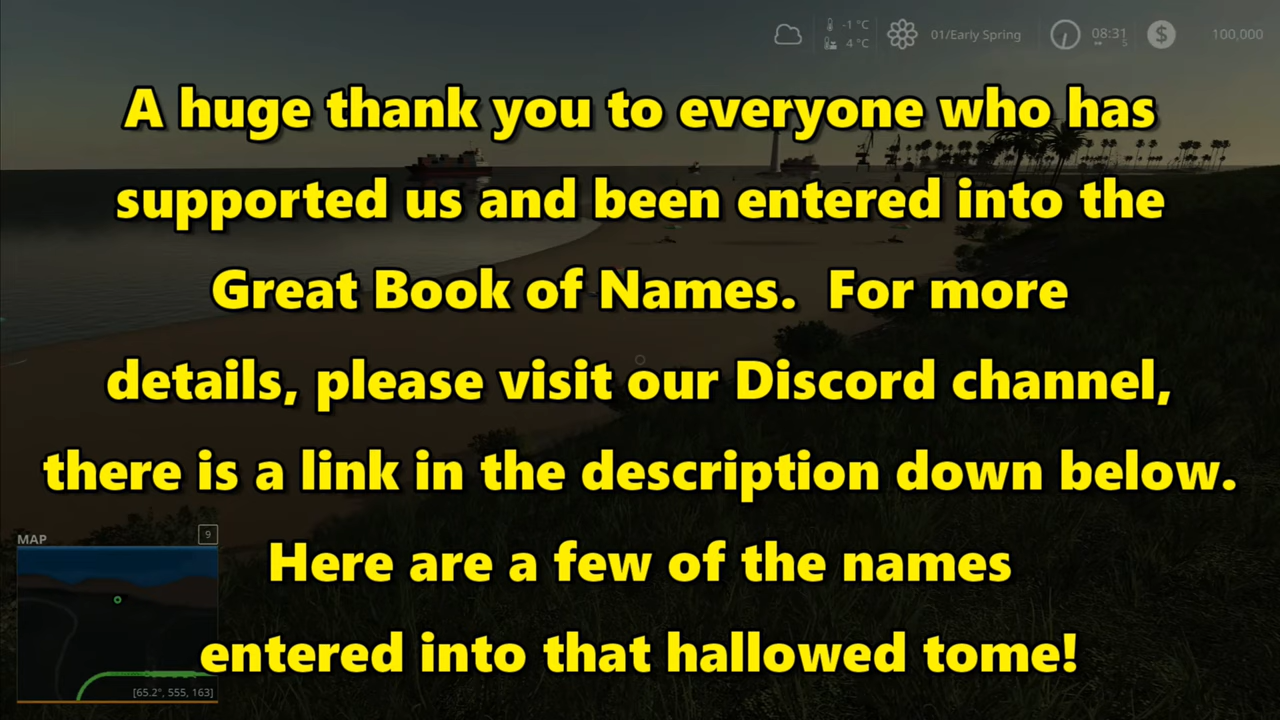 -1 °C
4 °C
01/Early Spring
08:31
$
100,000
A huge thank you to everyone who has
supported us and been entered into the
Great Book of Names.  For more
details, please visit our Discord channel,
there is a link in the description down below.
Here are a few of the names
entered into that hallowed tome!
MAP
9
[65.2°, 555, 163]